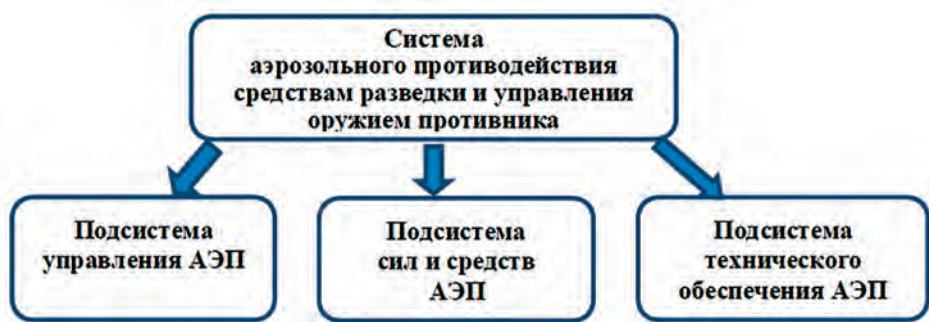 Система
аэрозольного противодействия
средствам разведки и управления
оружием противника
Подсистема
управления АЭП
Подсистема
сил и средств
АЭП
Подсистема
технического
обеспечения АЭП